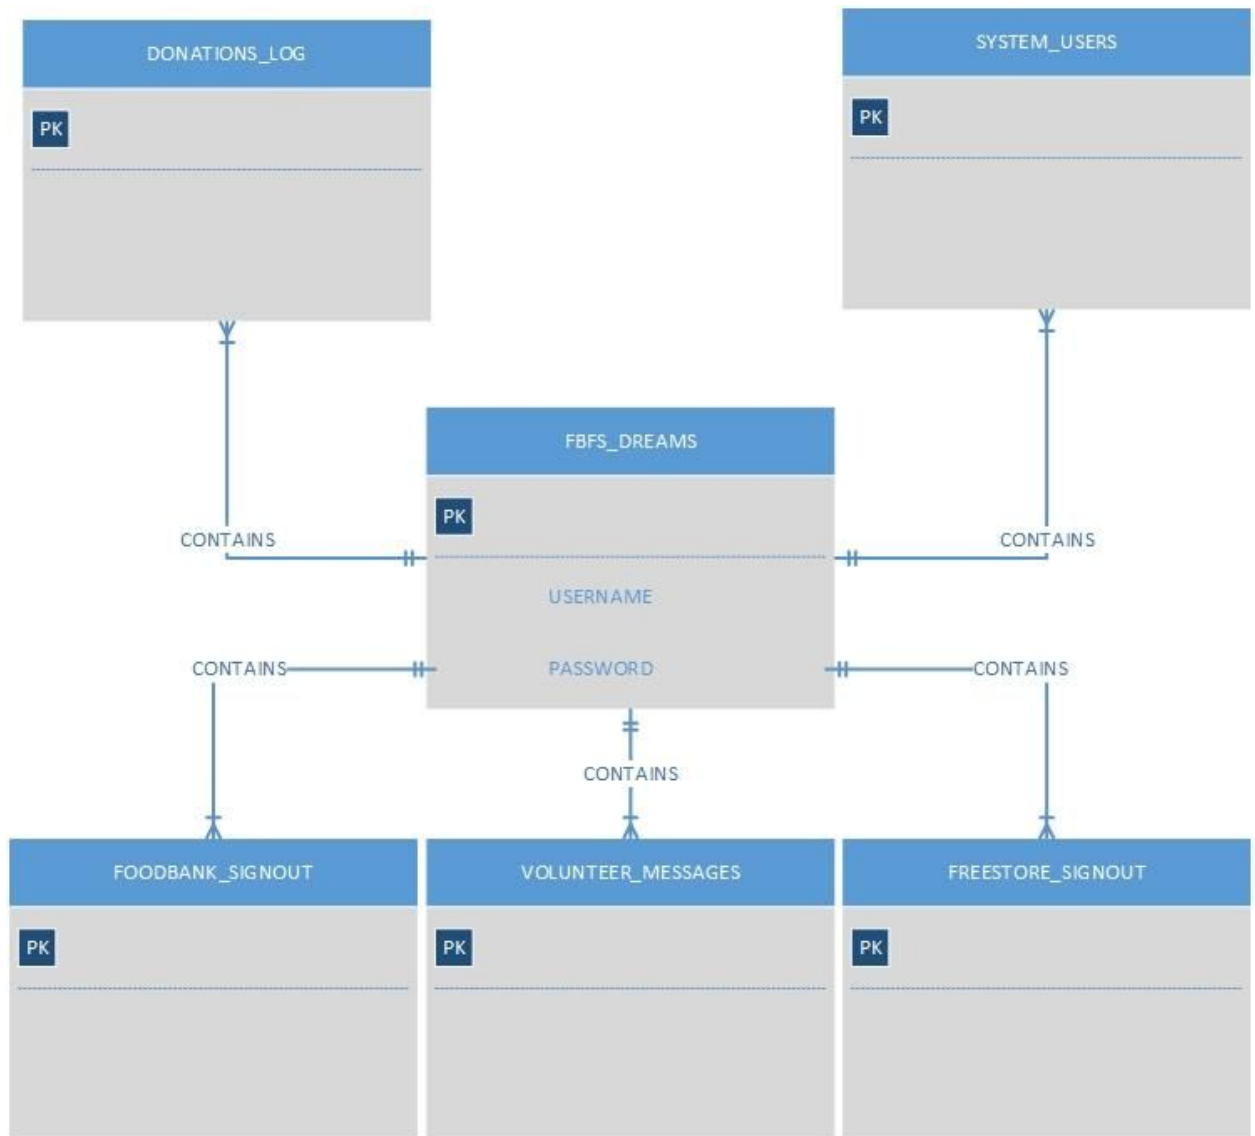 DONATIONS_LOG
PK
SYSTEM_USERS
PK
FBFS_DREAMS
PK
USERNAME
PASSWORD
CONTAINS
CONTAINS
CONTAINS
CONTAINS
CONTAINS
FOODBANK_SIGNOUT
PK
VOLUNTEER_MESSAGES
PK
FREESTORE_SIGNOUT
PK